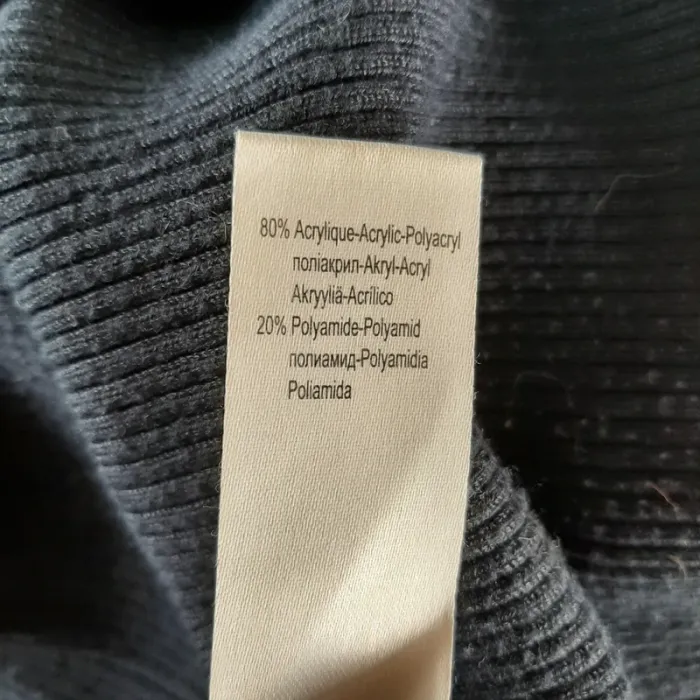 80% Acrylique-Acrylic-Polyacryl
поліакрил-Akryl-Acryl
Akryyliä-Acrílico
20% Polyamide-Polyamid
полиамид-Polyamidia
Poliamida